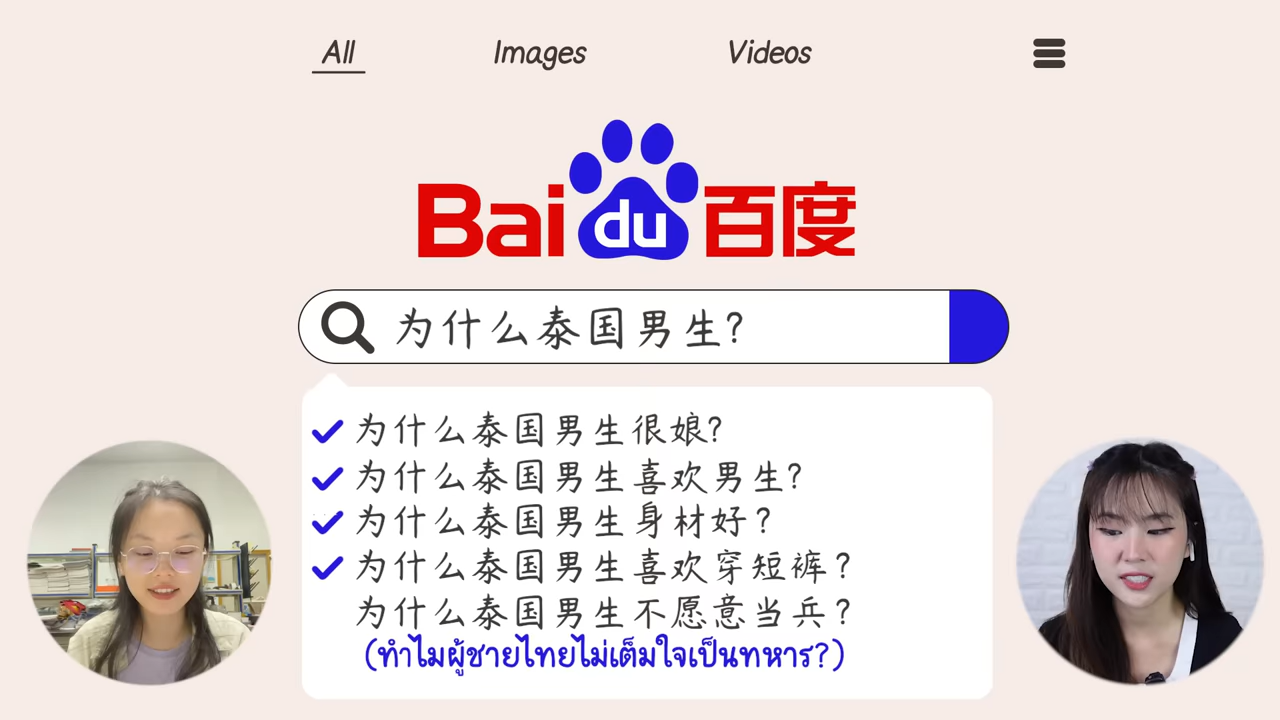 All Images Videos
Bai du 百度
为什么泰国男生?
为什么泰国男生很娘?
为什么泰国男生喜欢男生?
为什么泰国男生身材好？
为什么泰国男生喜欢穿短裤？
为什么泰国男生不愿意当兵？
(ทำไมผู้ชายไทยไม่เต็มใจเป็นทหาร?)